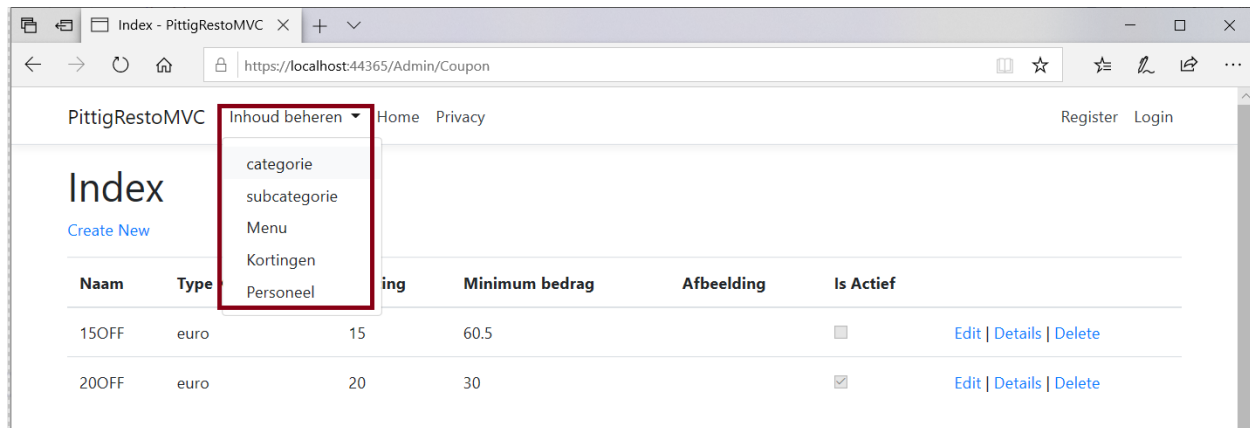 Index - PittigRestoMVC
https://localhost:44365/Admin/Coupon
PittigRestoMVC Inhoud beheren Home Privacy Register Login
categorie
subcategorie
Menu
Kortingen
Personeel
Index
Create New
Naam Type ing Minimum bedrag Afbeelding Is Actief
15OFF euro 15 60.5 Edit | Details | Delete
20OFF euro 20 30 Edit | Details | Delete